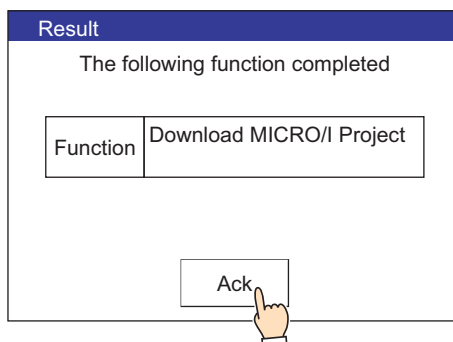 Result
The following function completed
Function
Download MICRO/I Project
Ack